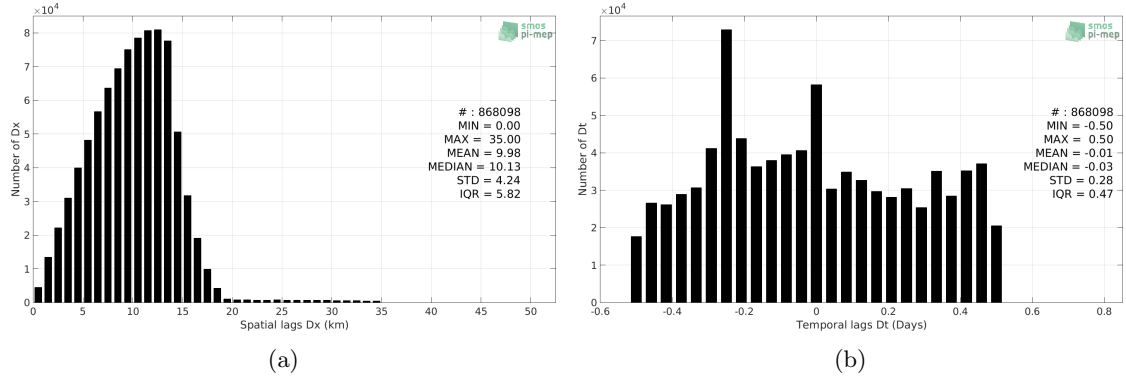 ×10⁴
8
7
6
5
4
3
2
1
0
Number of Dx
0 5 10 15 20 25 30 35 40 45 50
Spatial lags Dx (km)
smos
pi-mep
# : 868098
MIN = 0.00
MAX = 35.00
MEAN = 9.98
MEDIAN = 10.13
STD = 4.24
IQR = 5.82
(a)
×10⁴
7
6
5
4
3
2
1
0
Number of Dt
-0.6 -0.4 -0.2 0 0.2 0.4 0.6 0.8
Temporal lags Dt (Days)
smos
pi-mep
# : 868098
MIN = -0.50
MAX = 0.50
MEAN = -0.01
MEDIAN = -0.03
STD = 0.28
IQR = 0.47
(b)